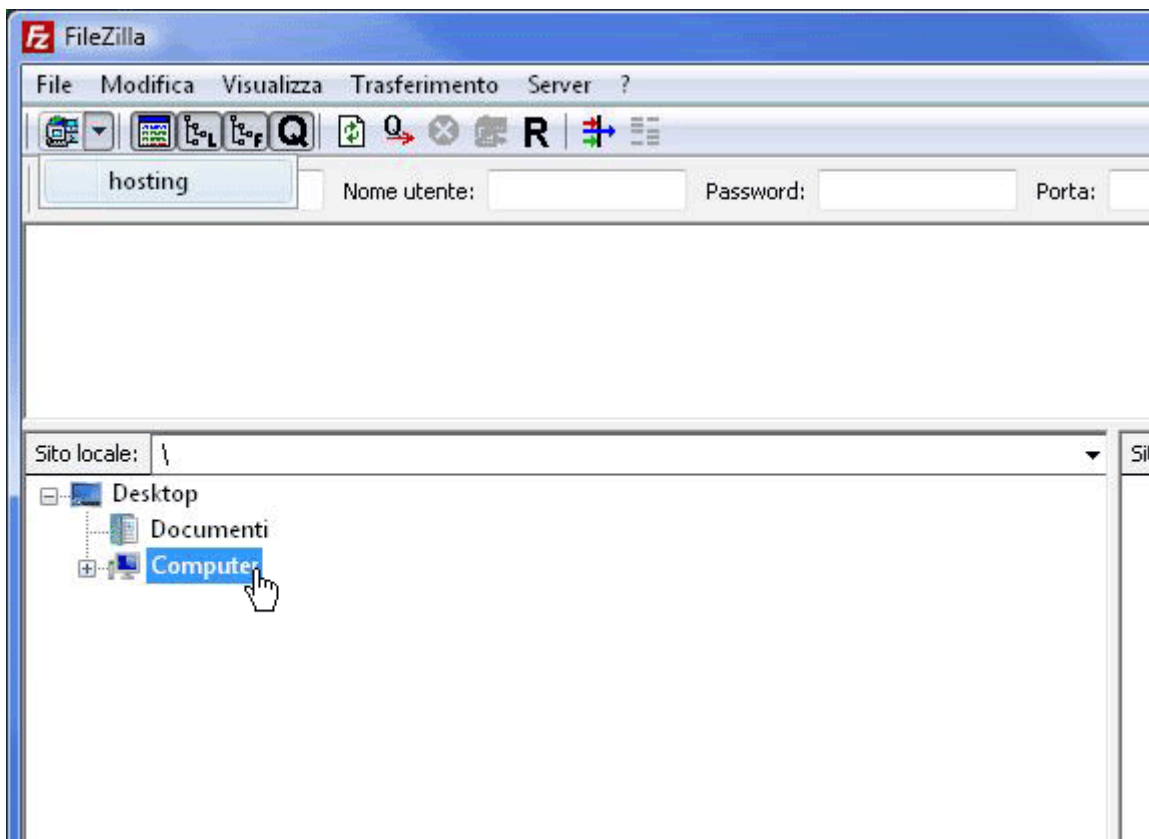 FileZilla
File Modifica Visualizza Trasferimento Server ?
L F Q Q R
hosting Nome utente: Password: Porta:
Sito locale: \
Desktop
Documenti
Computer